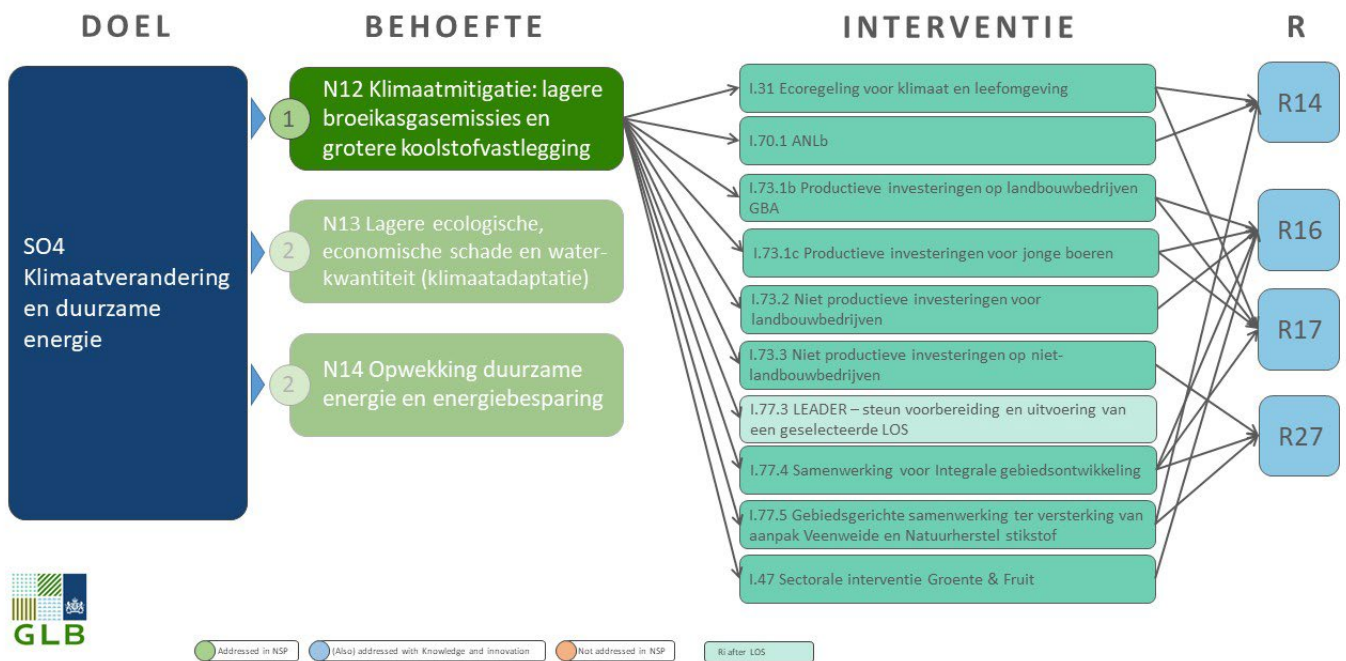 DOEL
BEHOEFTE
INTERVENTIE
R
SO4
Klimaatverandering
en duurzame
energie
1
N12 Klimaatmitigatie: lagere
broeikasgasemissies en
grotere koolstofvastlegging
2
N13 Lagere ecologische,
economische schade en water-
kwantiteit (klimaatadaptatie)
2
N14 Opwekking duurzame
energie en energiebesparing
I.31 Ecoregeling voor klimaat en leefomgeving
I.70.1 ANLb
I.73.1b Productieve investeringen op landbouwbedrijven
GBA
I.73.1c Productieve investeringen voor jonge boeren
I.73.2 Niet productieve investeringen voor
landbouwbedrijven
I.73.3 Niet productieve investeringen op niet-
landbouwbedrijven
I.77.3 LEADER – steun voorbereiding en uitvoering van
een geselecteerde LOS
I.77.4 Samenwerking voor Integrale gebiedsontwikkeling
I.77.5 Gebiedsgerichte samenwerking ter versterking van
aanpak Veenweide en Natuurherstel stikstof
I.47 Sectorale interventie Groente & Fruit
R14
R16
R17
R27
GLB
Addressed in NSP
(Also) addressed with Knowledge and innovation
Not addressed in NSP
Ri after LOS